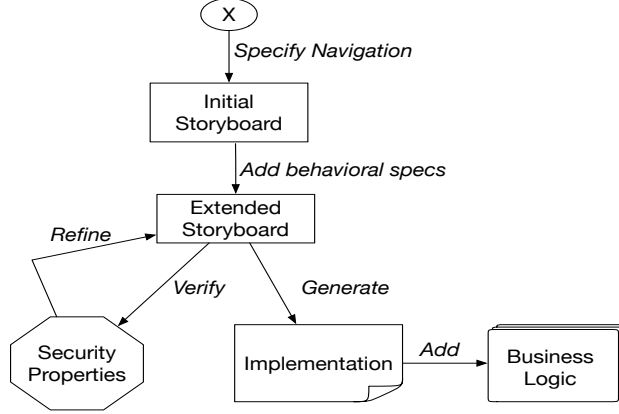 X
Specify Navigation
Initial
Storyboard
Add behavioral specs
Extended
Storyboard
Refine
Verify
Generate
Security
Properties
Implementation
Add
Business
Logic